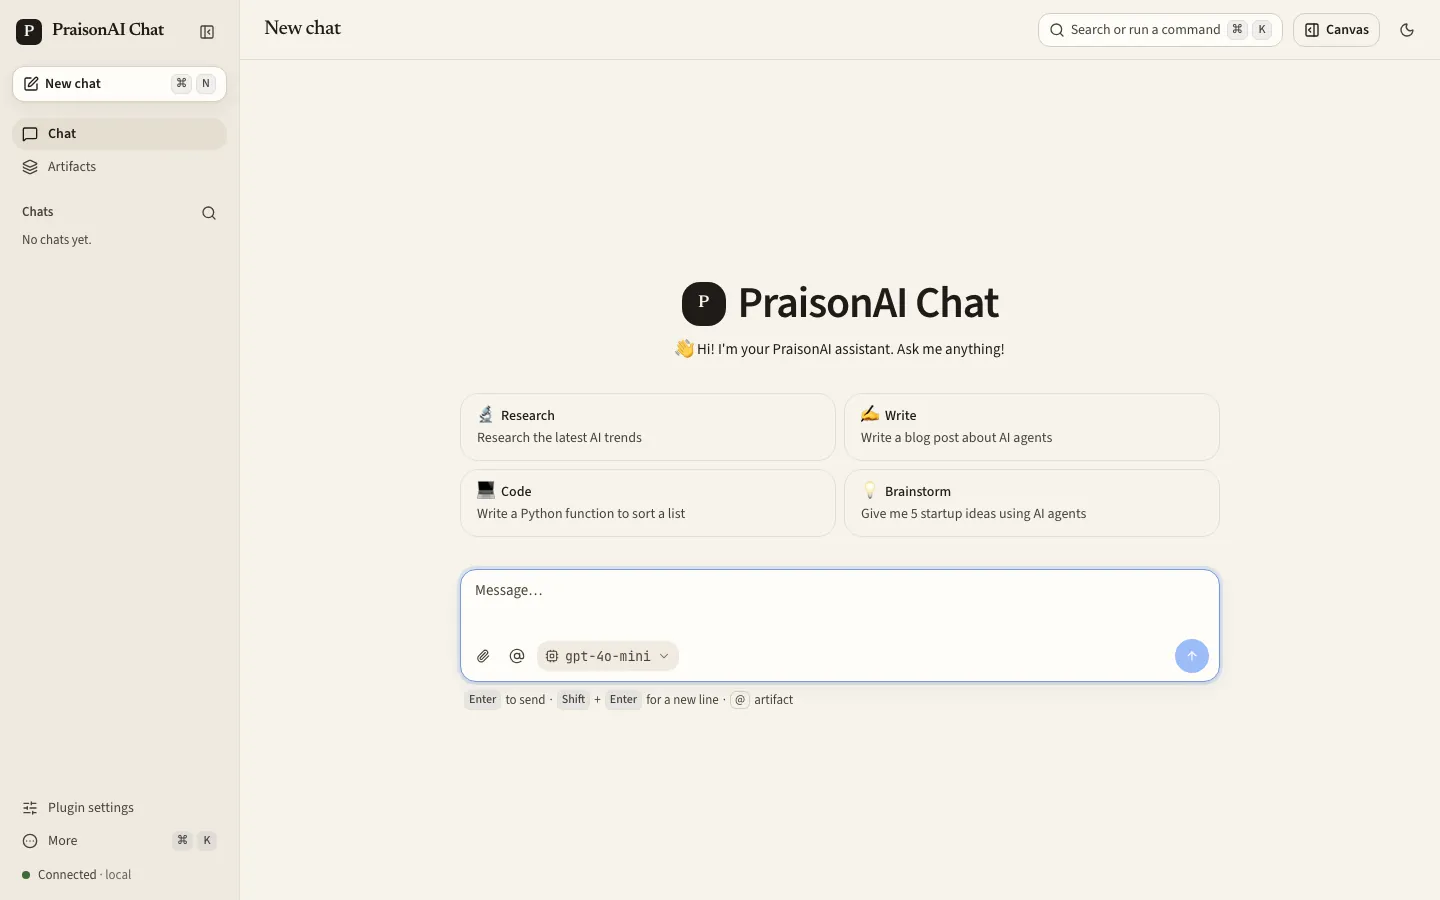 P PraisonAI Chat
New chat ⌘ N
Chat
Artifacts
Chats
No chats yet.
Plugin settings
More ⌘ K
Connected · local
New chat
Search or run a command ⌘ K
Canvas
P PraisonAI Chat
👋 Hi! I'm your PraisonAI assistant. Ask me anything!
🔬 Research
Research the latest AI trends
✍️ Write
Write a blog post about AI agents
💻 Code
Write a Python function to sort a list
💡 Brainstorm
Give me 5 startup ideas using AI agents
Message…
gpt-4o-mini
Enter to send · Shift + Enter for a new line · @ artifact